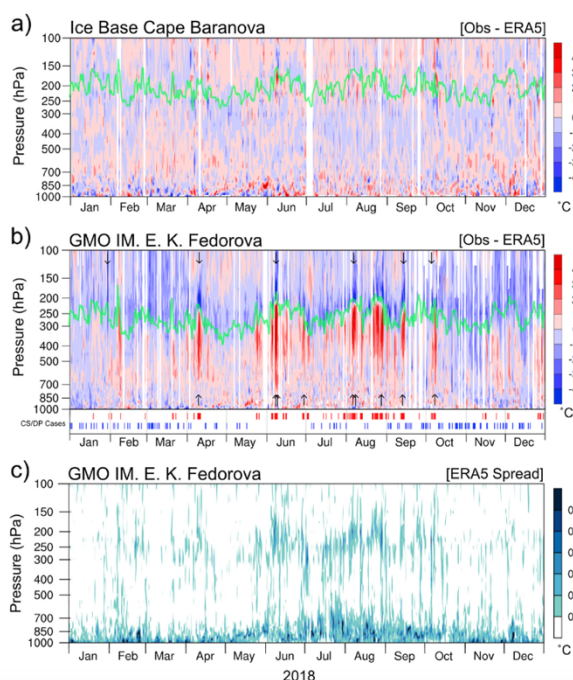 a) Ice Base Cape Baranova [Obs - ERA5]
Pressure (hPa)
100
150
200
250
300
500
700
850
1000
Jan Feb Mar Apr May Jun Jul Aug Sep Oct Nov Dec
°C
b) GMO IM. E. K. Fedorova [Obs - ERA5]
Pressure (hPa)
100
150
200
250
300
500
700
850
1000
CS/DP Cases
Jan Feb Mar Apr May Jun Jul Aug Sep Oct Nov Dec
°C
c) GMO IM. E. K. Fedorova [ERA5 Spread]
Pressure (hPa)
100
150
200
250
300
500
700
850
1000
Jan Feb Mar Apr May Jun Jul Aug Sep Oct Nov Dec
°C
2018